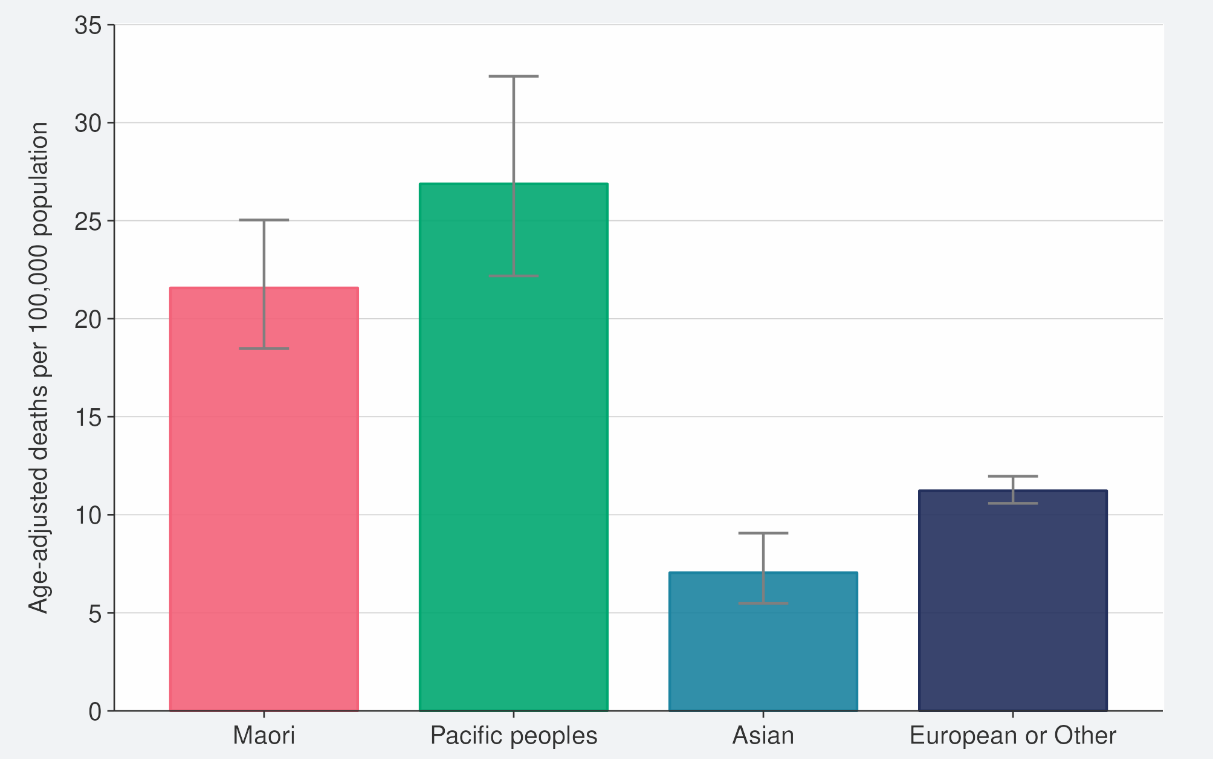 Age-adjusted deaths per 100,000 population
35
30
25
20
15
10
5
0
Maori
Pacific peoples
Asian
European or Other